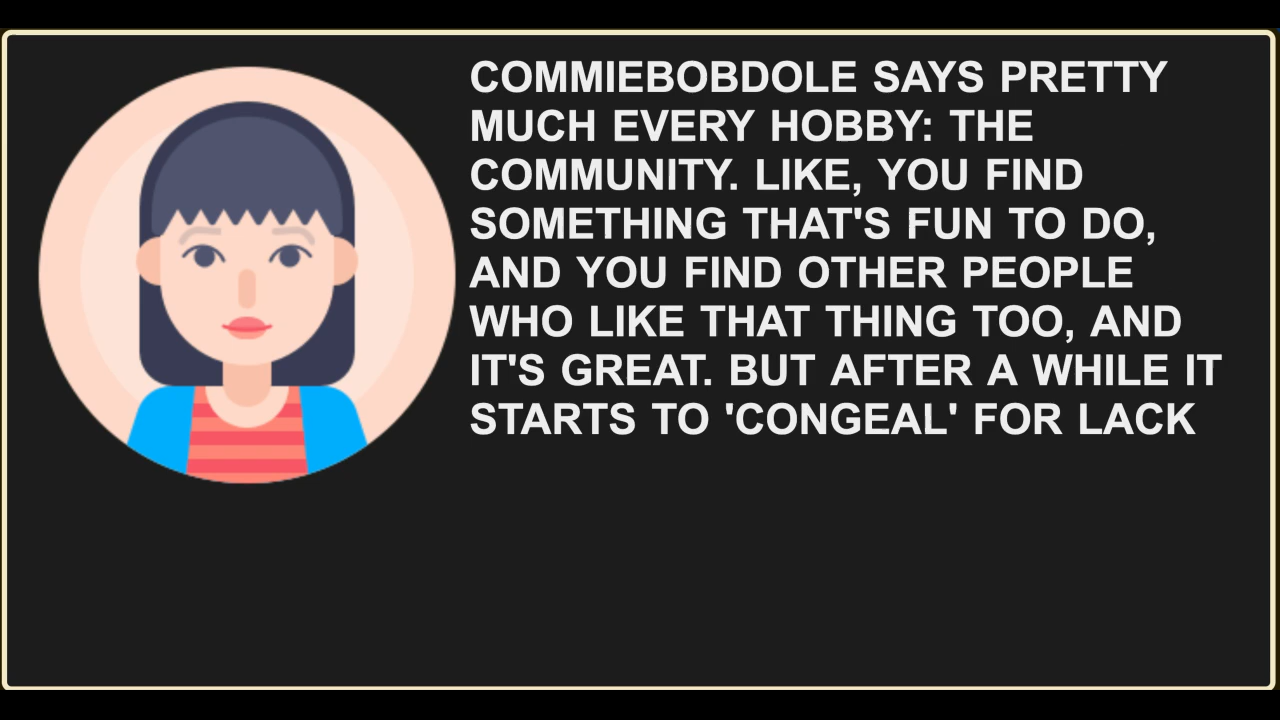 COMMIEBOBDOLE SAYS PRETTY
MUCH EVERY HOBBY: THE
COMMUNITY. LIKE, YOU FIND
SOMETHING THAT'S FUN TO DO,
AND YOU FIND OTHER PEOPLE
WHO LIKE THAT THING TOO, AND
IT'S GREAT. BUT AFTER A WHILE IT
STARTS TO 'CONGEAL' FOR LACK